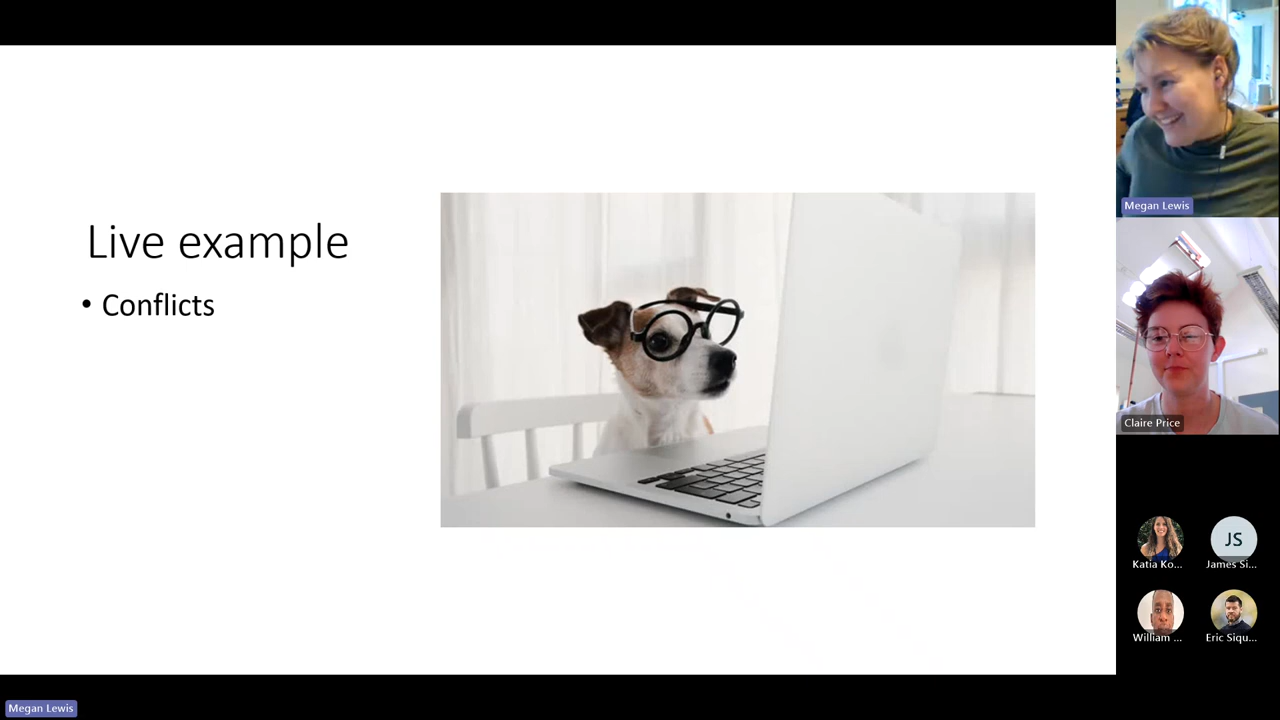 Live example
• Conflicts
Megan Lewis
Claire Price
JS
Katia Ko...
James Si...
William ...
Eric Siqu...
Megan Lewis